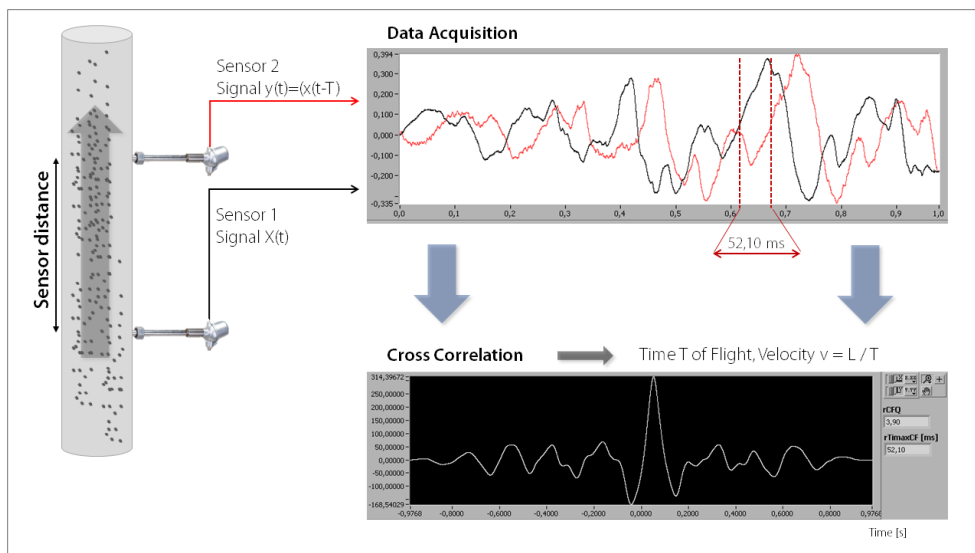 Data Acquisition
Sensor 2
Signal y(t)=(x(t-T)
Sensor 1
Signal X(t)
Sensor distance
0,394
0,300
0,200
0,100
0,000
-0,100
-0,200
-0,335
0,0 0,1 0,2 0,3 0,4 0,5 0,6 0,7 0,8 0,9 1,0
52,10 ms
Cross Correlation
Time T of Flight, Velocity v = L / T
314,39672
250,00000
200,00000
150,00000
100,00000
50,00000
0,00000
-50,00000
-100,00000
-168,54029
-0,9768 -0,8000 -0,6000 -0,4000 -0,2000 0,0000 0,2000 0,4000 0,6000 0,8000 0,9768
rCFQ
3,90
rTimaxCF [ms]
52,10
Time [s]